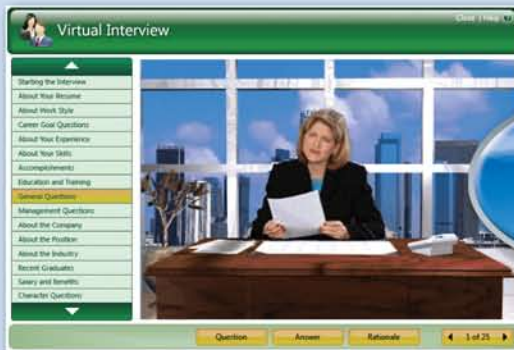 Virtual Interview
Close | Help
Starting the Interview
About Your Resume
About Work Style
Career Goal Questions
About Your Experience
About Your Skills
Accomplishments
Education and Training
General Questions
Management Questions
About the Company
About the Position
About the Industry
Recent Graduates
Salary and Benefits
Character Questions
Question
Answer
Rationale
1 of 25